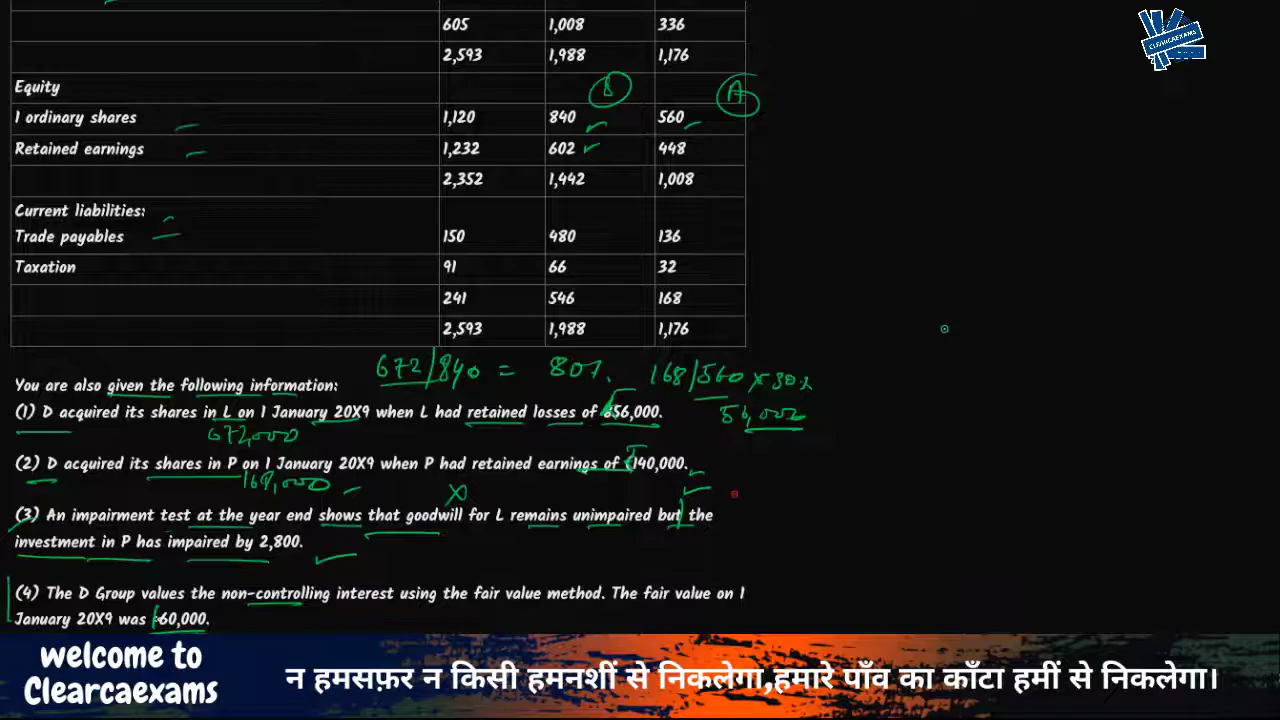 605 1,008 336
CLEARCAEXAMS
2,593 1,988 1,176
Equity
L A
1 ordinary shares 1,120 840 560
Retained earnings 1,232 602 448
2,352 1,442 1,008
Current liabilities:
Trade payables 150 480 136
Taxation 91 66 32
241 546 168
2,593 1,988 1,176
672/840 = 80%. 168/560 x 30%
You are also given the following information:
(1) D acquired its shares in L on 1 January 20X9 when L had retained losses of 56,000.
56,000
672,000
(2) D acquired its shares in P on 1 January 20X9 when P had retained earnings of 140,000.
168,000
(3) An impairment test at the year end shows that goodwill for L remains unimpaired but the
investment in P has impaired by 2,800.
(4) The D Group values the non-controlling interest using the fair value method. The fair value on 1
January 20X9 was 160,000.
welcome to
Clearcaexams
न हमसफ़र न किसी हमनशीं से निकलेगा,हमारे पाँव का काँटा हमीं से निकलेगा।